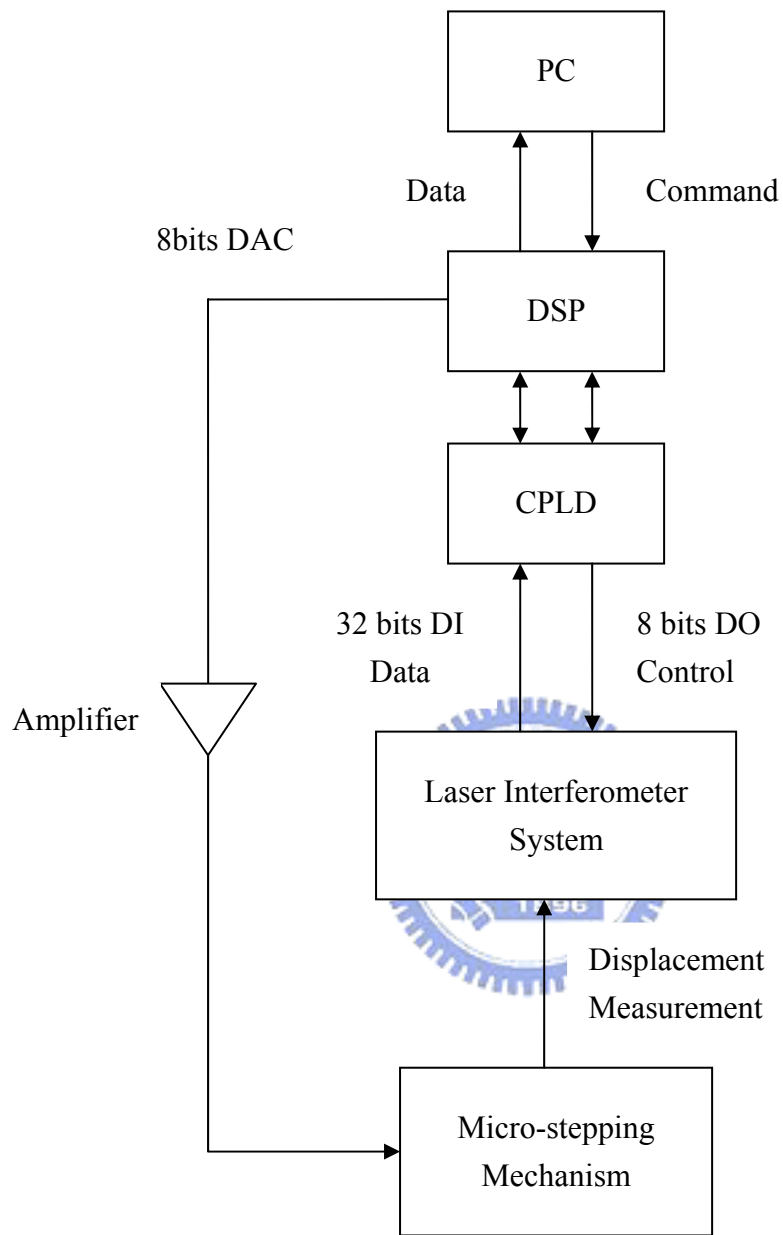 PC
Data
Command
8bits DAC
DSP
CPLD
32 bits DI
Data
8 bits DO
Control
Amplifier
Laser Interferometer
System
1896
Displacement
Measurement
Micro-stepping
Mechanism